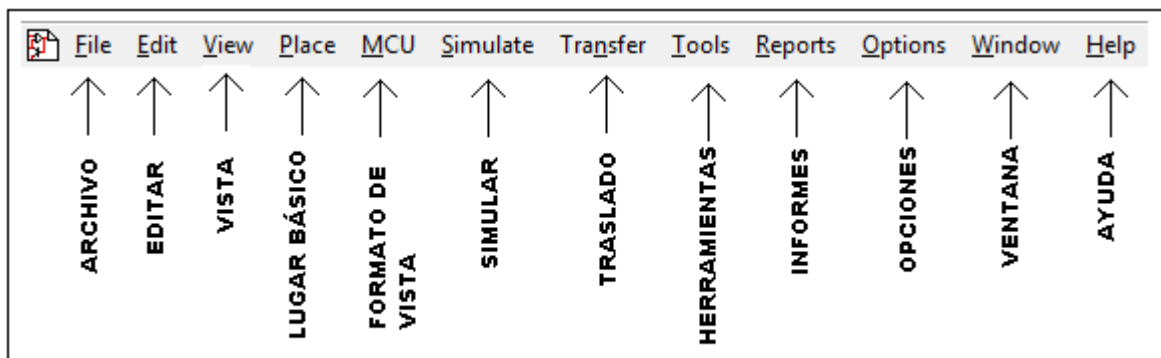 File Edit View Place MCU Simulate Transfer Tools Reports Options Window Help
ARCHIVO
EDITAR
VISTA
LUGAR BÁSICO
FORMATO DE
VISTA
SIMULAR
TRASLADO
HERRAMIENTAS
INFORMES
OPCIONES
VENTANA
AYUDA